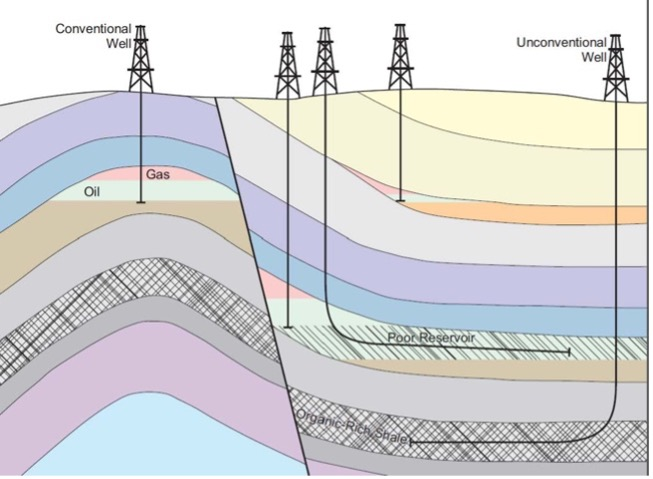 Conventional
Well
Unconventional
Well
Gas
Oil
Poor Reservoir
Organic-Rich Shale